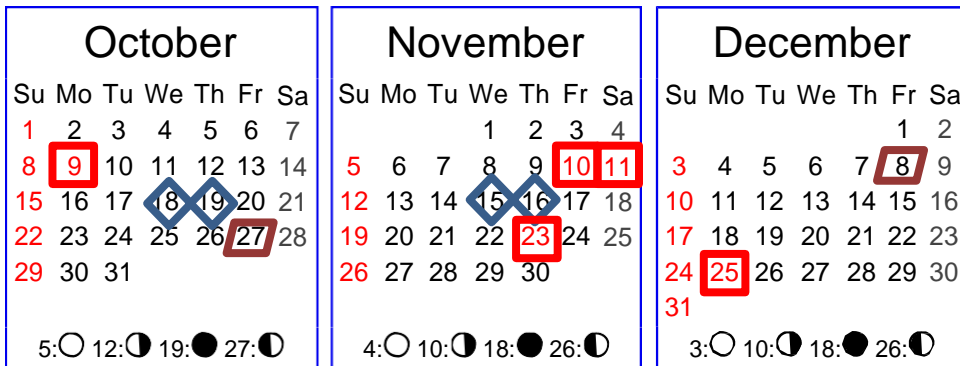 October
Su Mo Tu We Th Fr Sa
1 2 3 4 5 6 7
8 9 10 11 12 13 14
15 16 17 18 19 20 21
22 23 24 25 26 27 28
29 30 31
5: 12: 19: 27:
November
Su Mo Tu We Th Fr Sa
1 2 3 4
5 6 7 8 9 10 11
12 13 14 15 16 17 18
19 20 21 22 23 24 25
26 27 28 29 30
4: 10: 18: 26:
December
Su Mo Tu We Th Fr Sa
1 2
3 4 5 6 7 8 9
10 11 12 13 14 15 16
17 18 19 20 21 22 23
24 25 26 27 28 29 30
31
3: 10: 18: 26: